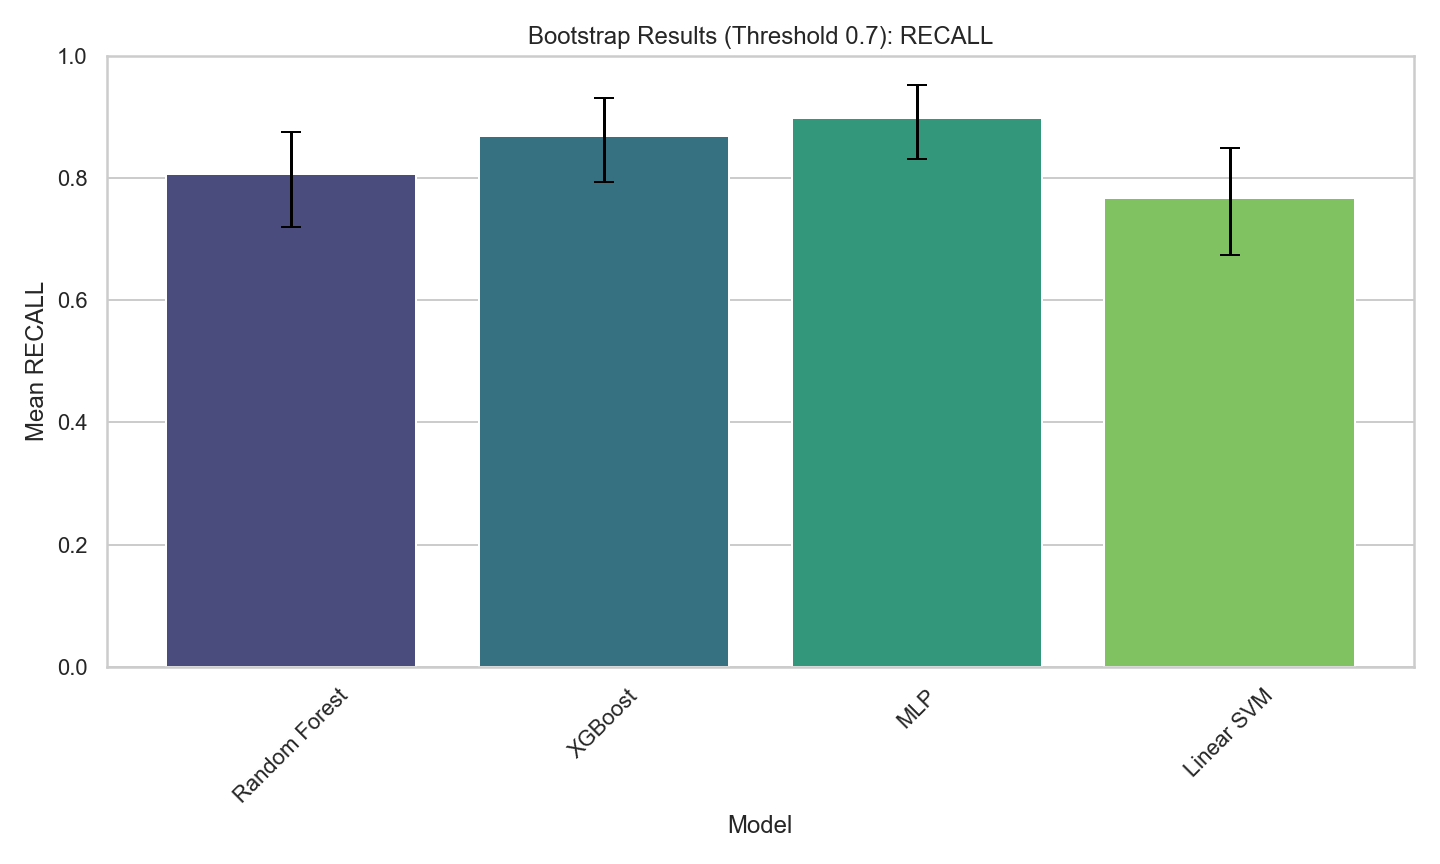 Bootstrap Results (Threshold 0.7): RECALL
Mean RECALL
1.0
0.8
0.6
0.4
0.2
0.0
Random Forest
XGBoost
MLP
Linear SVM
Model